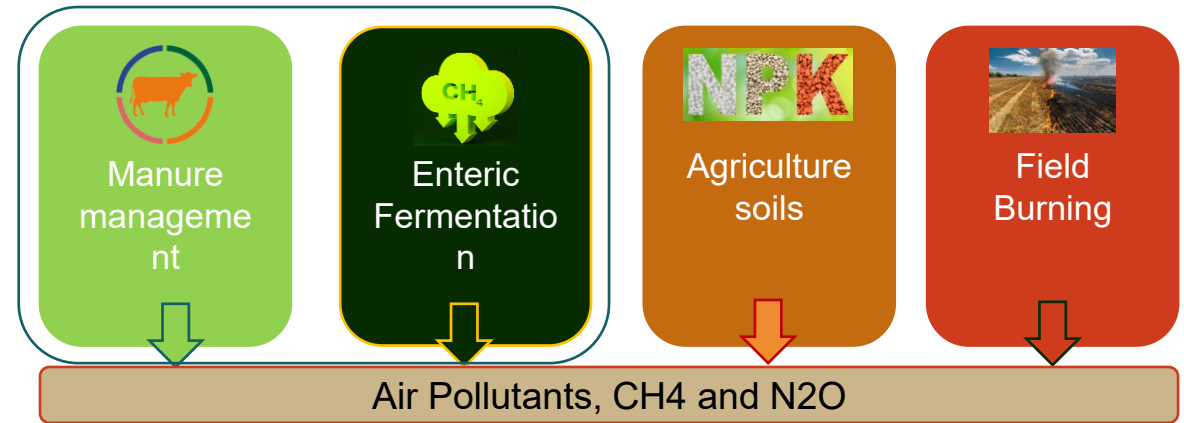 Manure
manageme
nt
CH4
Enteric
Fermentatio
n
NPK
Agriculture
soils
Field
Burning
Air Pollutants, CH4 and N2O